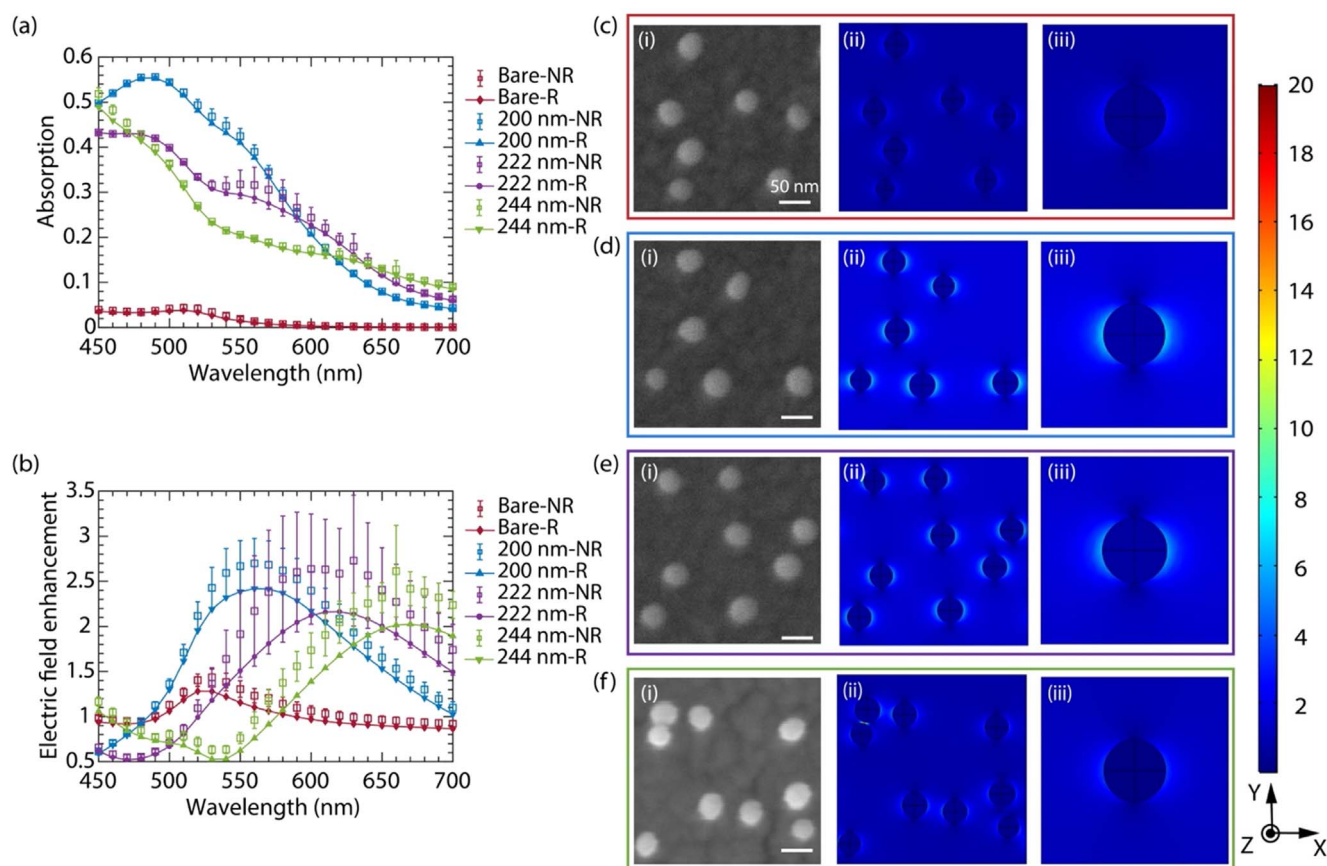 (a)
0.6
0.5
0.4
0.3
0.2
0.1
0
450 500 550 600 650 700
Absorption
Wavelength (nm)
Bare-NR
Bare-R
200 nm-NR
200 nm-R
222 nm-NR
222 nm-R
244 nm-NR
244 nm-R
(b)
3.5
3
2.5
2
1.5
1
0.5
450 500 550 600 650 700
Electric field enhancement
Wavelength (nm)
Bare-NR
Bare-R
200 nm-NR
200 nm-R
222 nm-NR
222 nm-R
244 nm-NR
244 nm-R
(c)
(i) (ii) (iii)
50 nm
(d)
(i) (ii) (iii)
(e)
(i) (ii) (iii)
(f)
(i) (ii) (iii)
20
18
16
14
12
10
8
6
4
2
Y
Z X